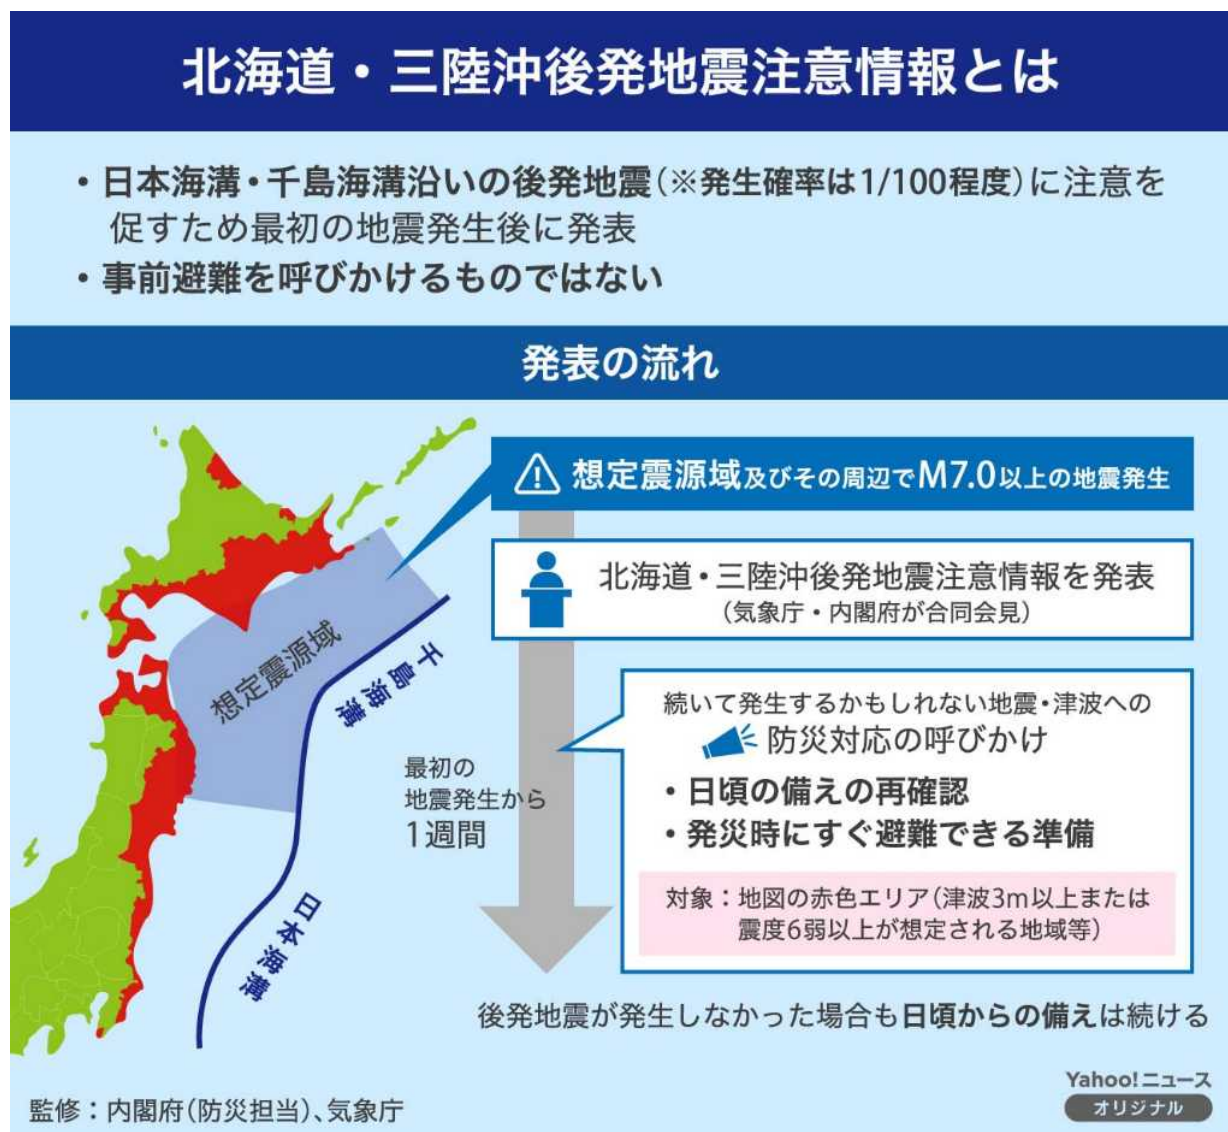 北海道・三陸沖後発地震注意情報とは
・日本海溝・千島海溝沿いの後発地震(※発生確率は1/100程度)に注意を
促すため最初の地震発生後に発表
・事前避難を呼びかけるものではない
発表の流れ
想定震源域及びその周辺でM7.0以上の地震発生
北海道・三陸沖後発地震注意情報を発表
(気象庁・内閣府が合同会見)
想定震源域
千島海溝
日本海溝
最初の
地震発生から
1週間
続いて発生するかもしれない地震・津波への
防災対応の呼びかけ
・日頃の備えの再確認
・発災時にすぐ避難できる準備
対象：地図の赤色エリア(津波3m以上または
震度6弱以上が想定される地域等)
後発地震が発生しなかった場合も日頃からの備えは続ける
監修：内閣府(防災担当)、気象庁
Yahoo!ニュース
オリジナル